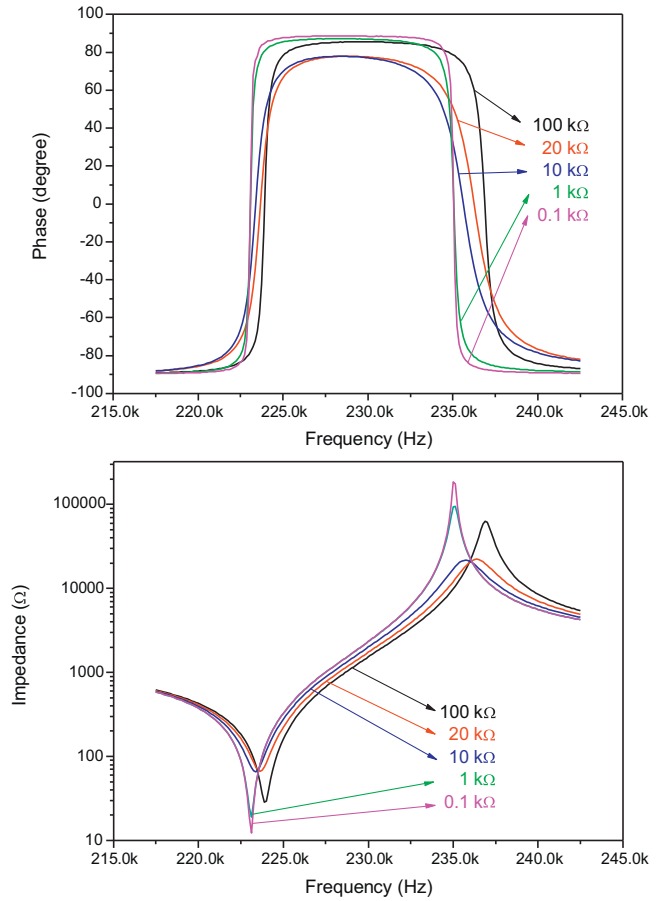 100
80
60
40
20
0
-20
-40
-60
-80
-100
Phase (degree)
100 kΩ
20 kΩ
10 kΩ
1 kΩ
0.1 kΩ
215.0k 220.0k 225.0k 230.0k 235.0k 240.0k 245.0k
Frequency (Hz)
100000
10000
1000
100
10
Impedance (Ω)
100 kΩ
20 kΩ
10 kΩ
1 kΩ
0.1 kΩ
215.0k 220.0k 225.0k 230.0k 235.0k 240.0k 245.0k
Frequency (Hz)